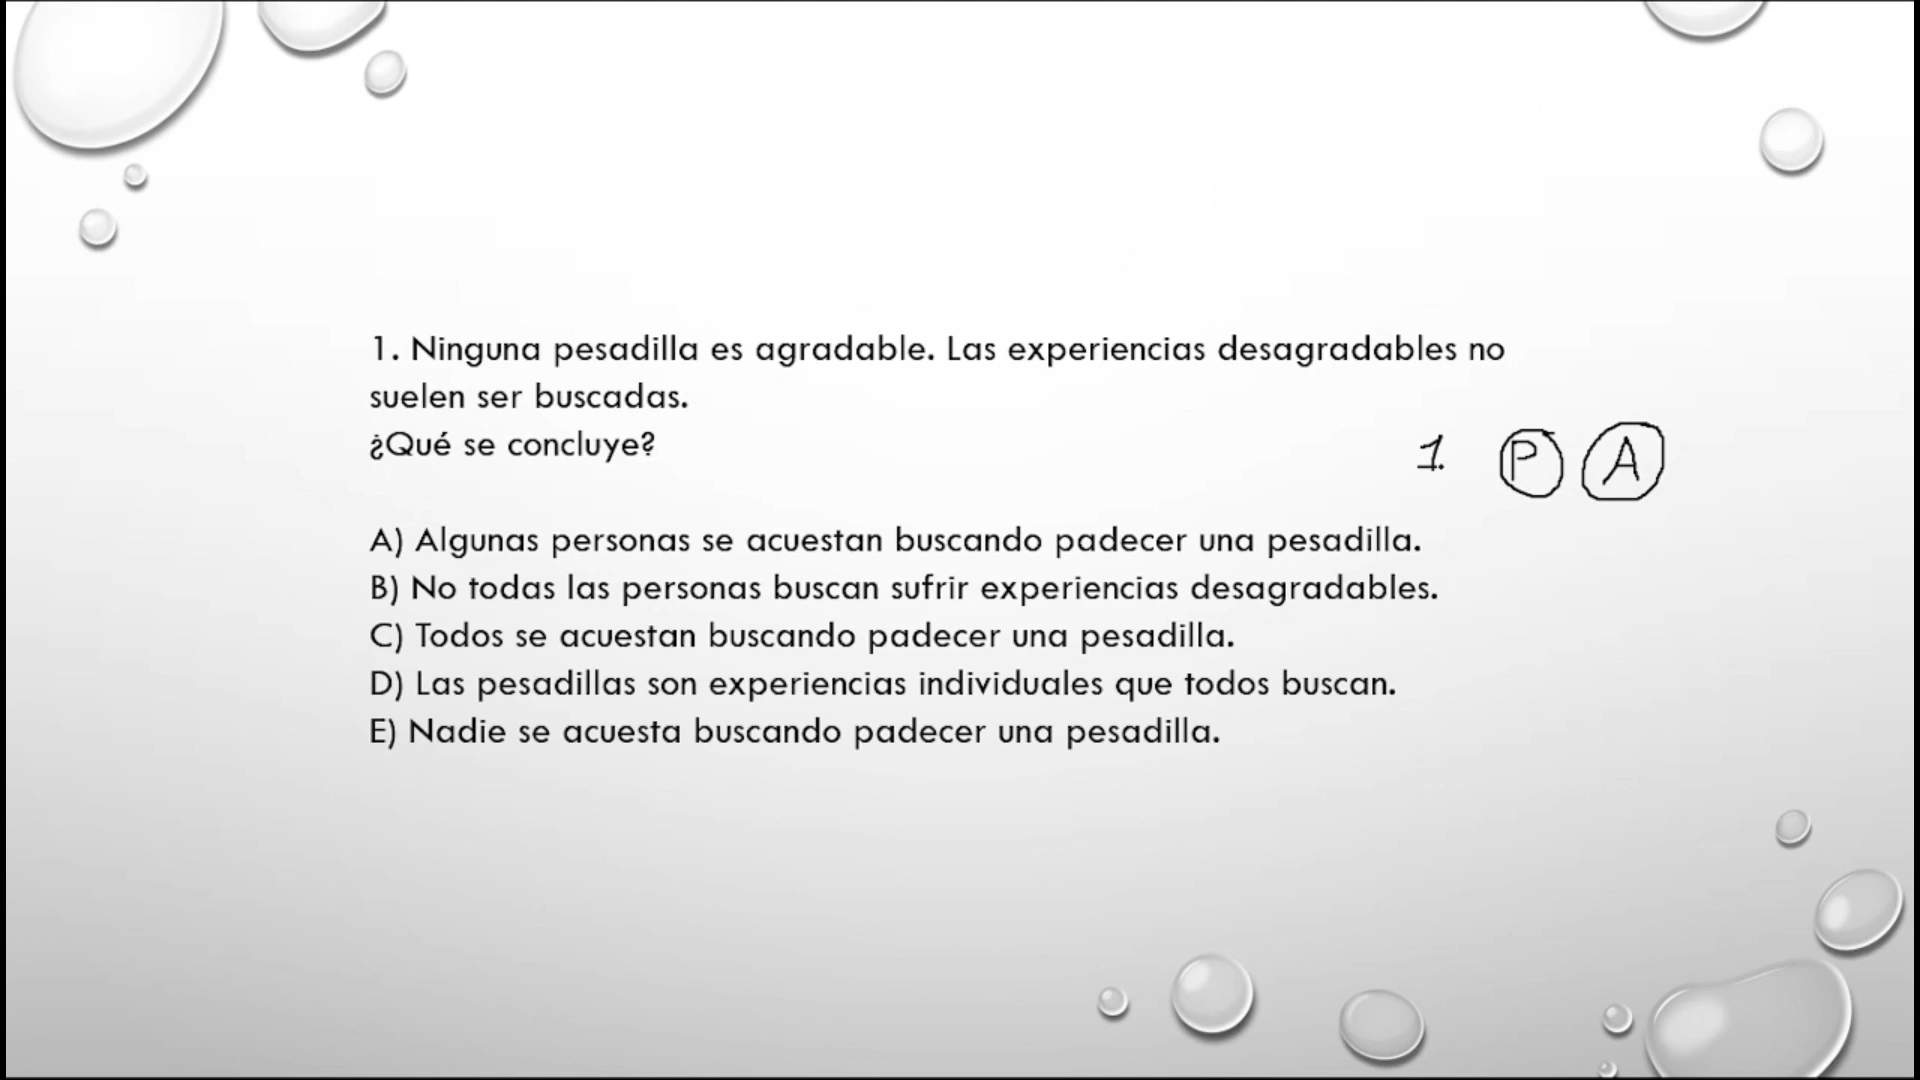 1. Ninguna pesadilla es agradable. Las experiencias desagradables no
suelen ser buscadas.
¿Qué se concluye?
1. P A
A) Algunas personas se acuestan buscando padecer una pesadilla.
B) No todas las personas buscan sufrir experiencias desagradables.
C) Todos se acuestan buscando padecer una pesadilla.
D) Las pesadillas son experiencias individuales que todos buscan.
E) Nadie se acuesta buscando padecer una pesadilla.